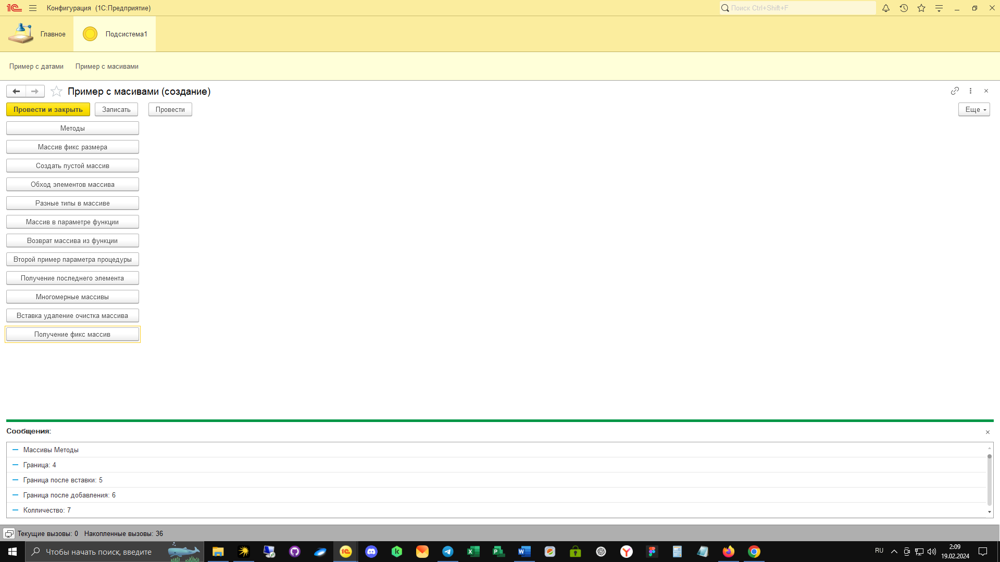 Конфигурация (1С:Предприятие)
Поиск Ctrl+Shift+F
Главное
Подсистема1
Пример с датами
Пример с масивами
Пример с масивами (создание)
Провести и закрыть
Записать
Провести
Еще
Методы
Массив фикс размера
Создать пустой массив
Обход элементов массива
Разные типы в массиве
Массив в параметре функции
Возврат массива из функции
Второй пример параметра процедуры
Получение последнего элемента
Многомерные массивы
Вставка удаление очистка массива
Получение фикс массив
Сообщения:
Массивы Методы
Граница: 4
Граница после вставки: 5
Граница после добавления: 6
Колличество: 7
Текущие вызовы: 0 Накопленные вызовы: 36
Чтобы начать поиск, введите
RU
2:09
19.02.2024